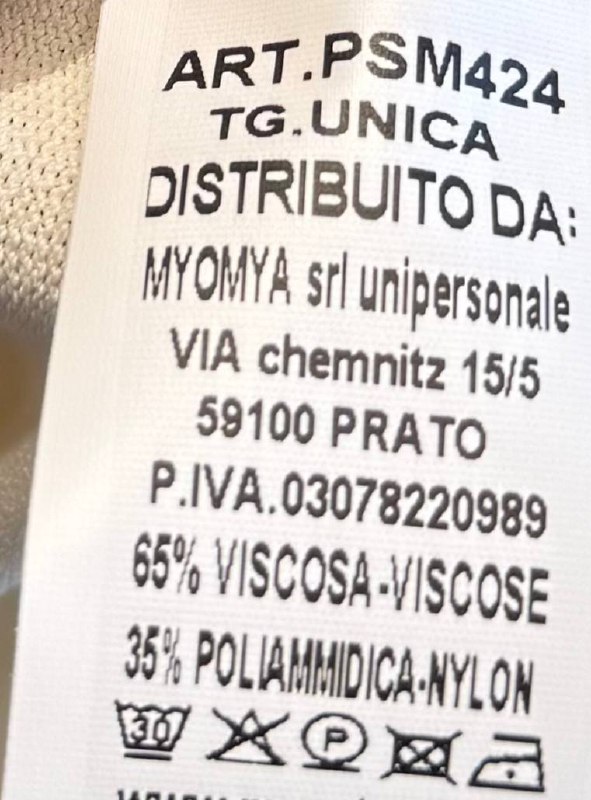 ART.PSM424
TG.UNICA
DISTRIBUITO DA:
MYOMYA srl unipersonale
VIA chemnitz 15/5
59100 PRATO
P.IVA.03078220989
65% VISCOSA-VISCOSE
35% POLIAMMIDICA-NYLON
30 P